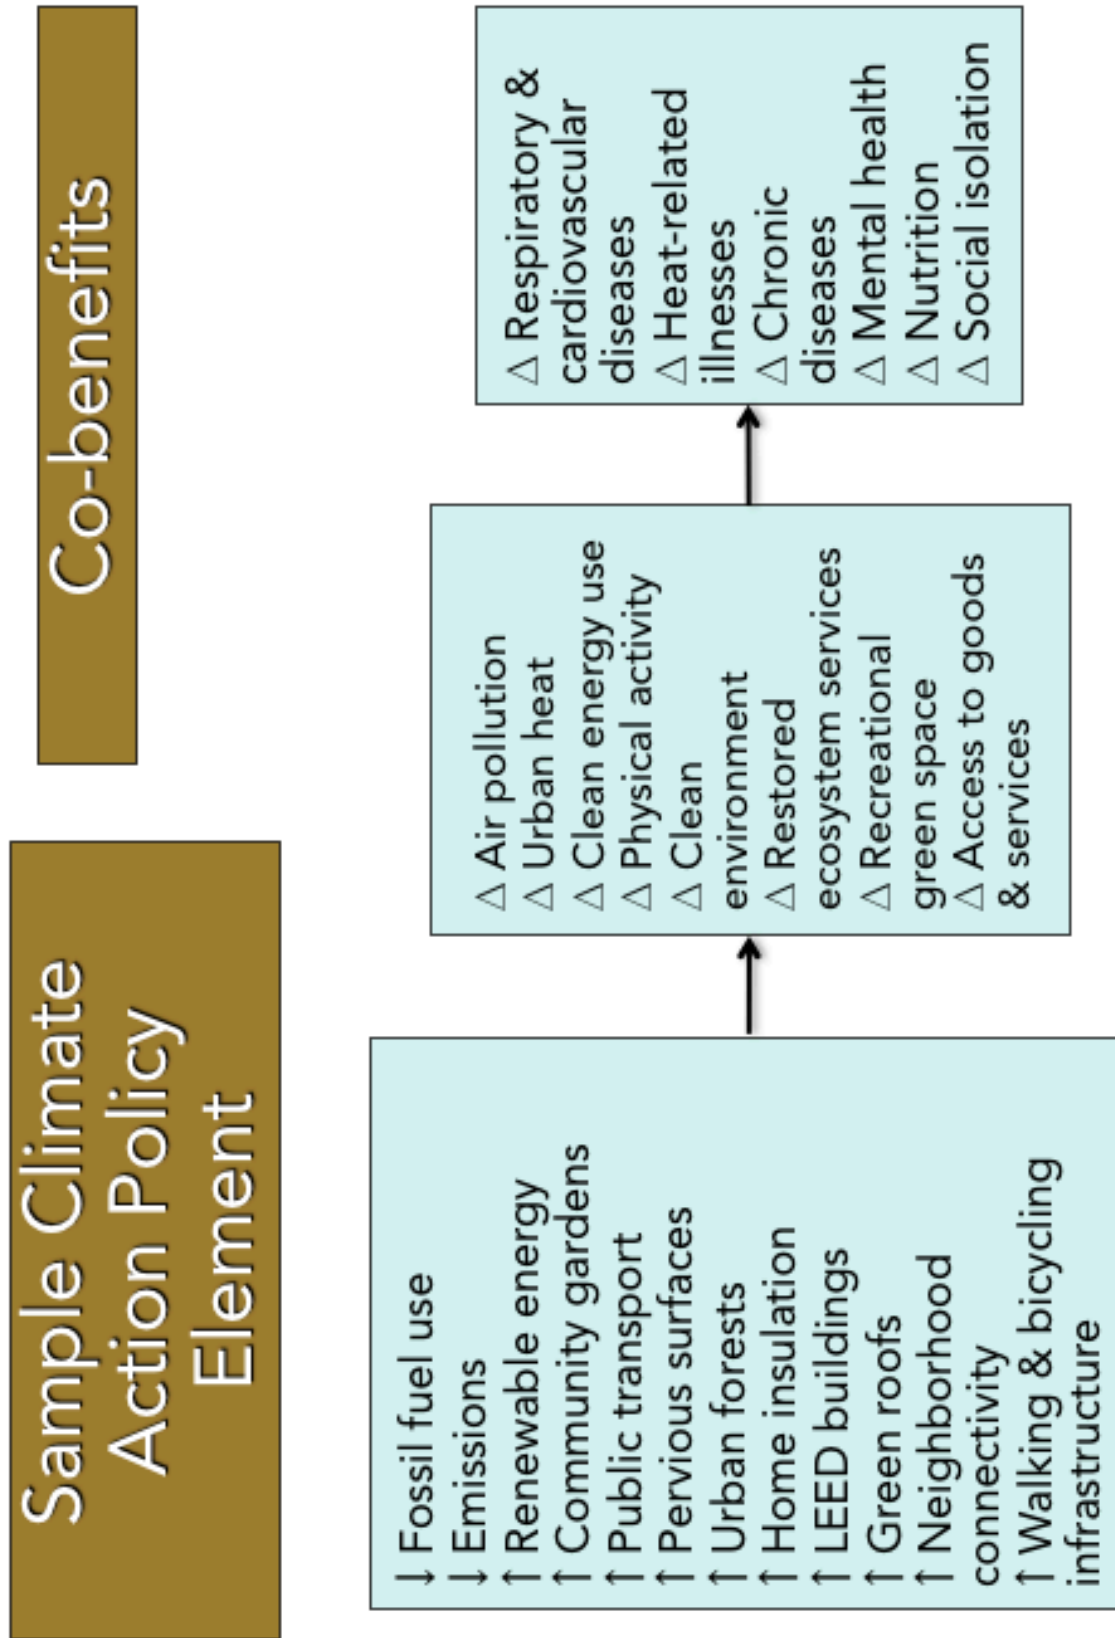 Sample Climate
Action Policy
Element
Co-benefits
↓ Fossil fuel use
↓ Emissions
↑ Renewable energy
↑ Community gardens
↑ Public transport
↑ Pervious surfaces
↑ Urban forests
↑ Home insulation
↑ LEED buildings
↑ Green roofs
↑ Neighborhood
connectivity
↑ Walking & bicycling
infrastructure
△ Air pollution
△ Urban heat
△ Clean energy use
△ Physical activity
△ Clean
environment
△ Restored
ecosystem services
△ Recreational
green space
△ Access to goods
& services
△ Respiratory &
cardiovascular
diseases
△ Heat-related
illnesses
△ Chronic
diseases
△ Mental health
△ Nutrition
△ Social isolation